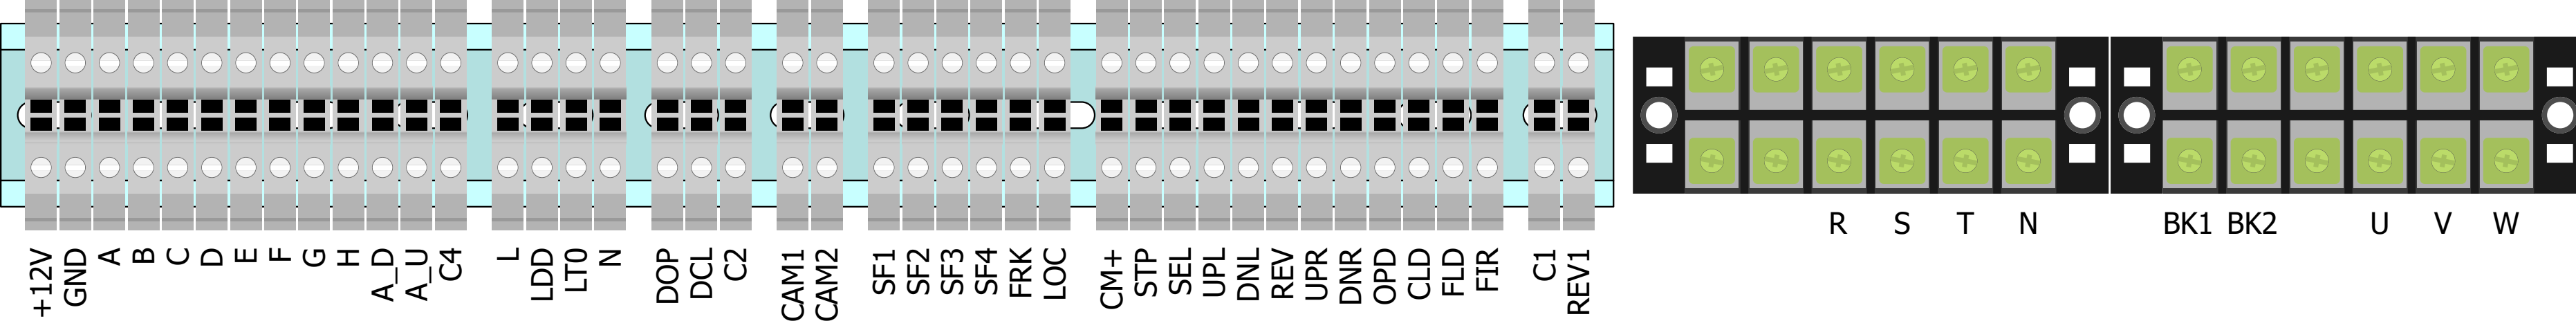 +12V GND A B C D E F G H A_D A_U C4 L LDD LT0 N DOP DCL C2 CAM1 CAM2 SF1 SF2 SF3 SF4 FRK LOC CM+ STP SEL UPL DNL REV UPR DNR OPD CLD FLD FIR C1 REV1 R S T N BK1 BK2 U V W